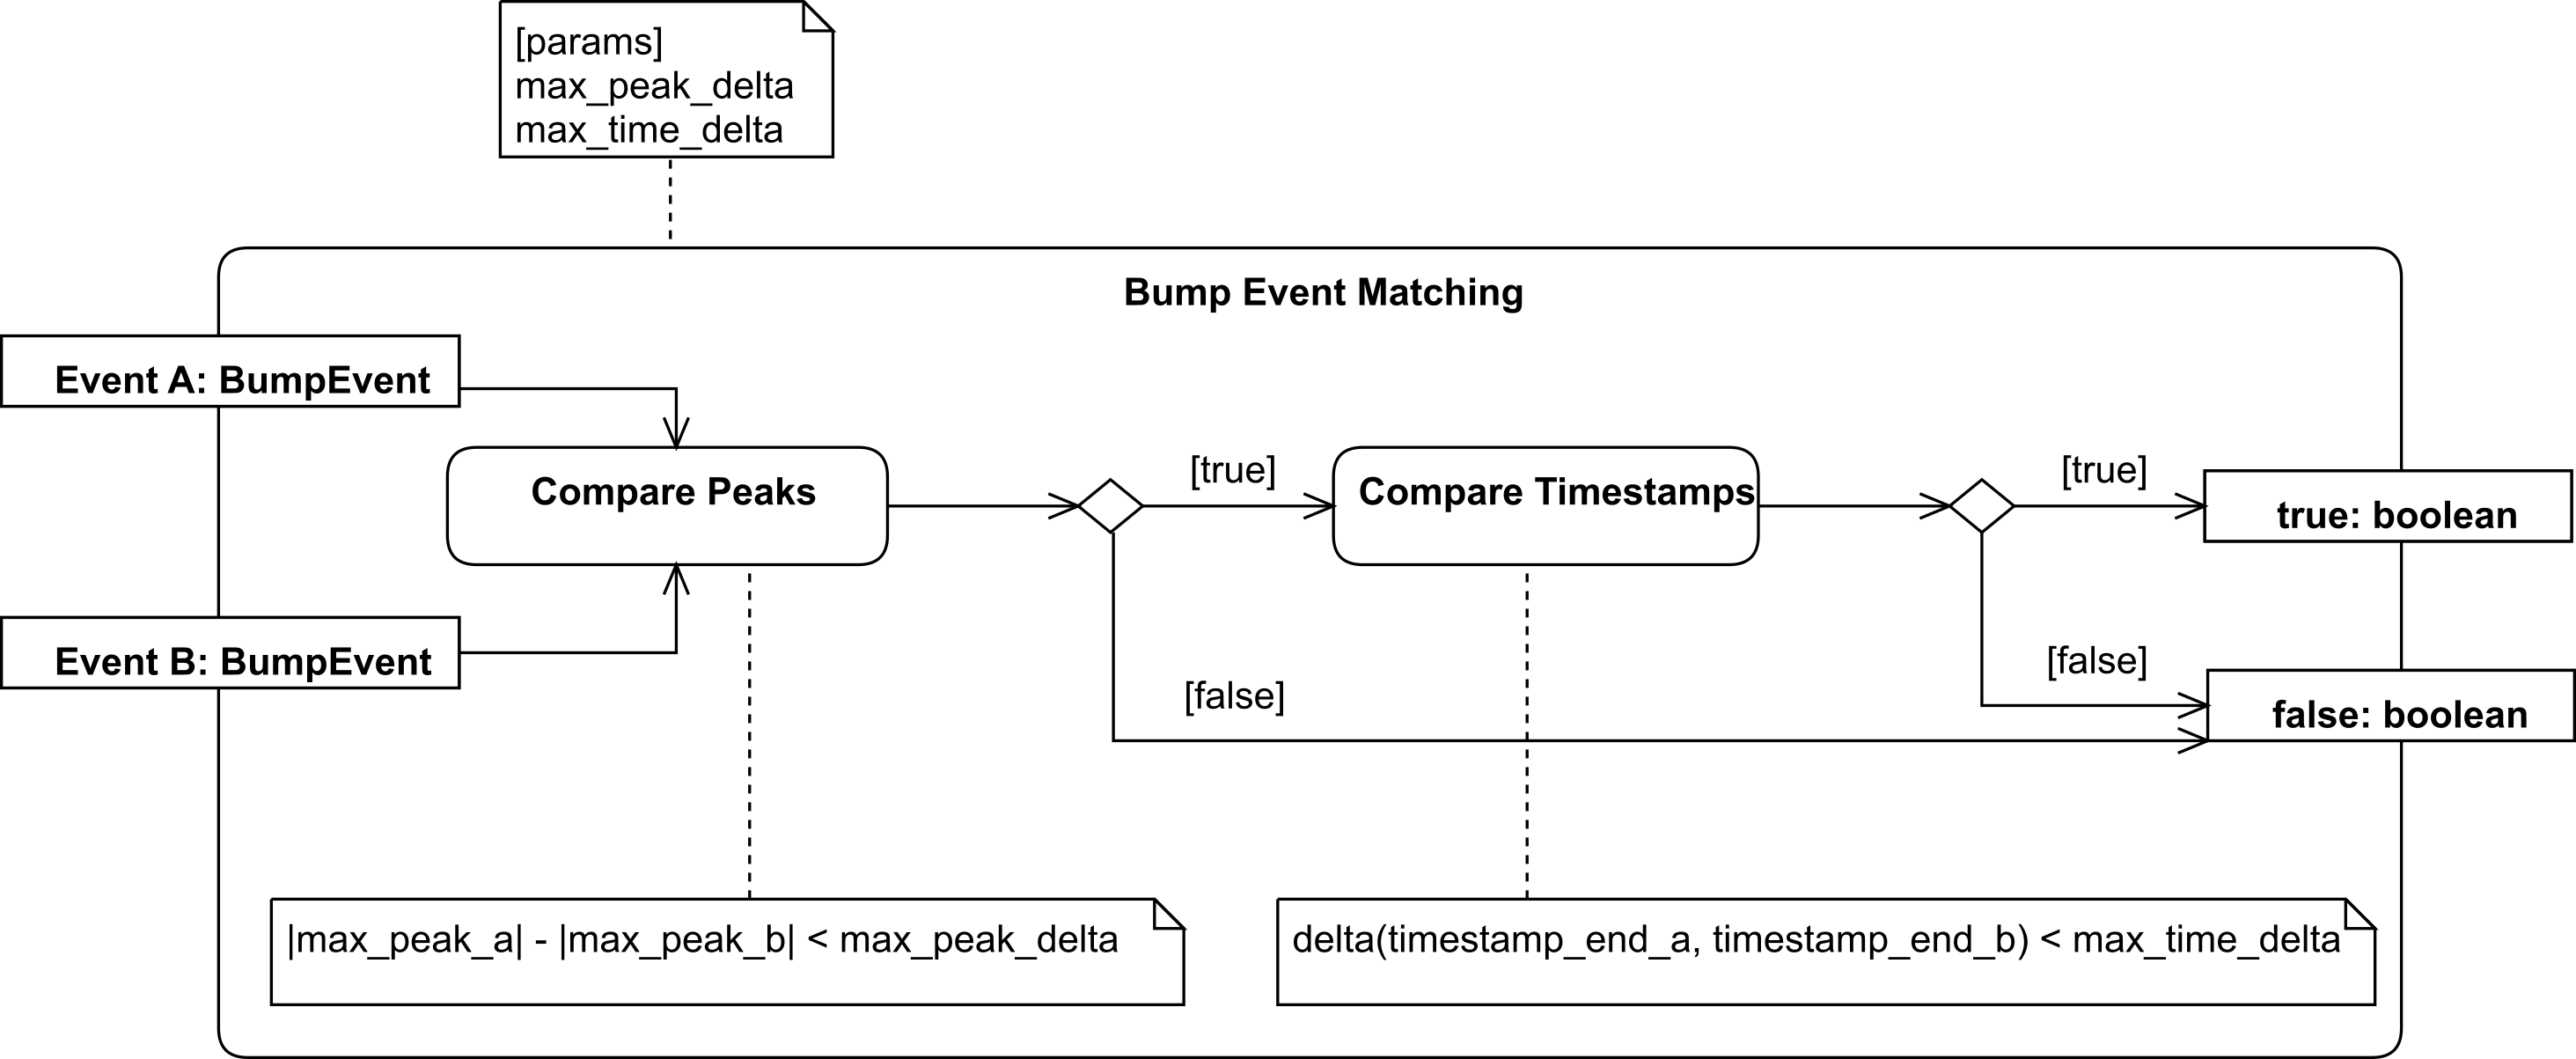 [params]
max_peak_delta
max_time_delta
Bump Event Matching
Event A: BumpEvent
Compare Peaks
[true]
Compare Timestamps
[true]
true: boolean
Event B: BumpEvent
[false]
[false]
false: boolean
|max_peak_a| - |max_peak_b| < max_peak_delta
delta(timestamp_end_a, timestamp_end_b) < max_time_delta